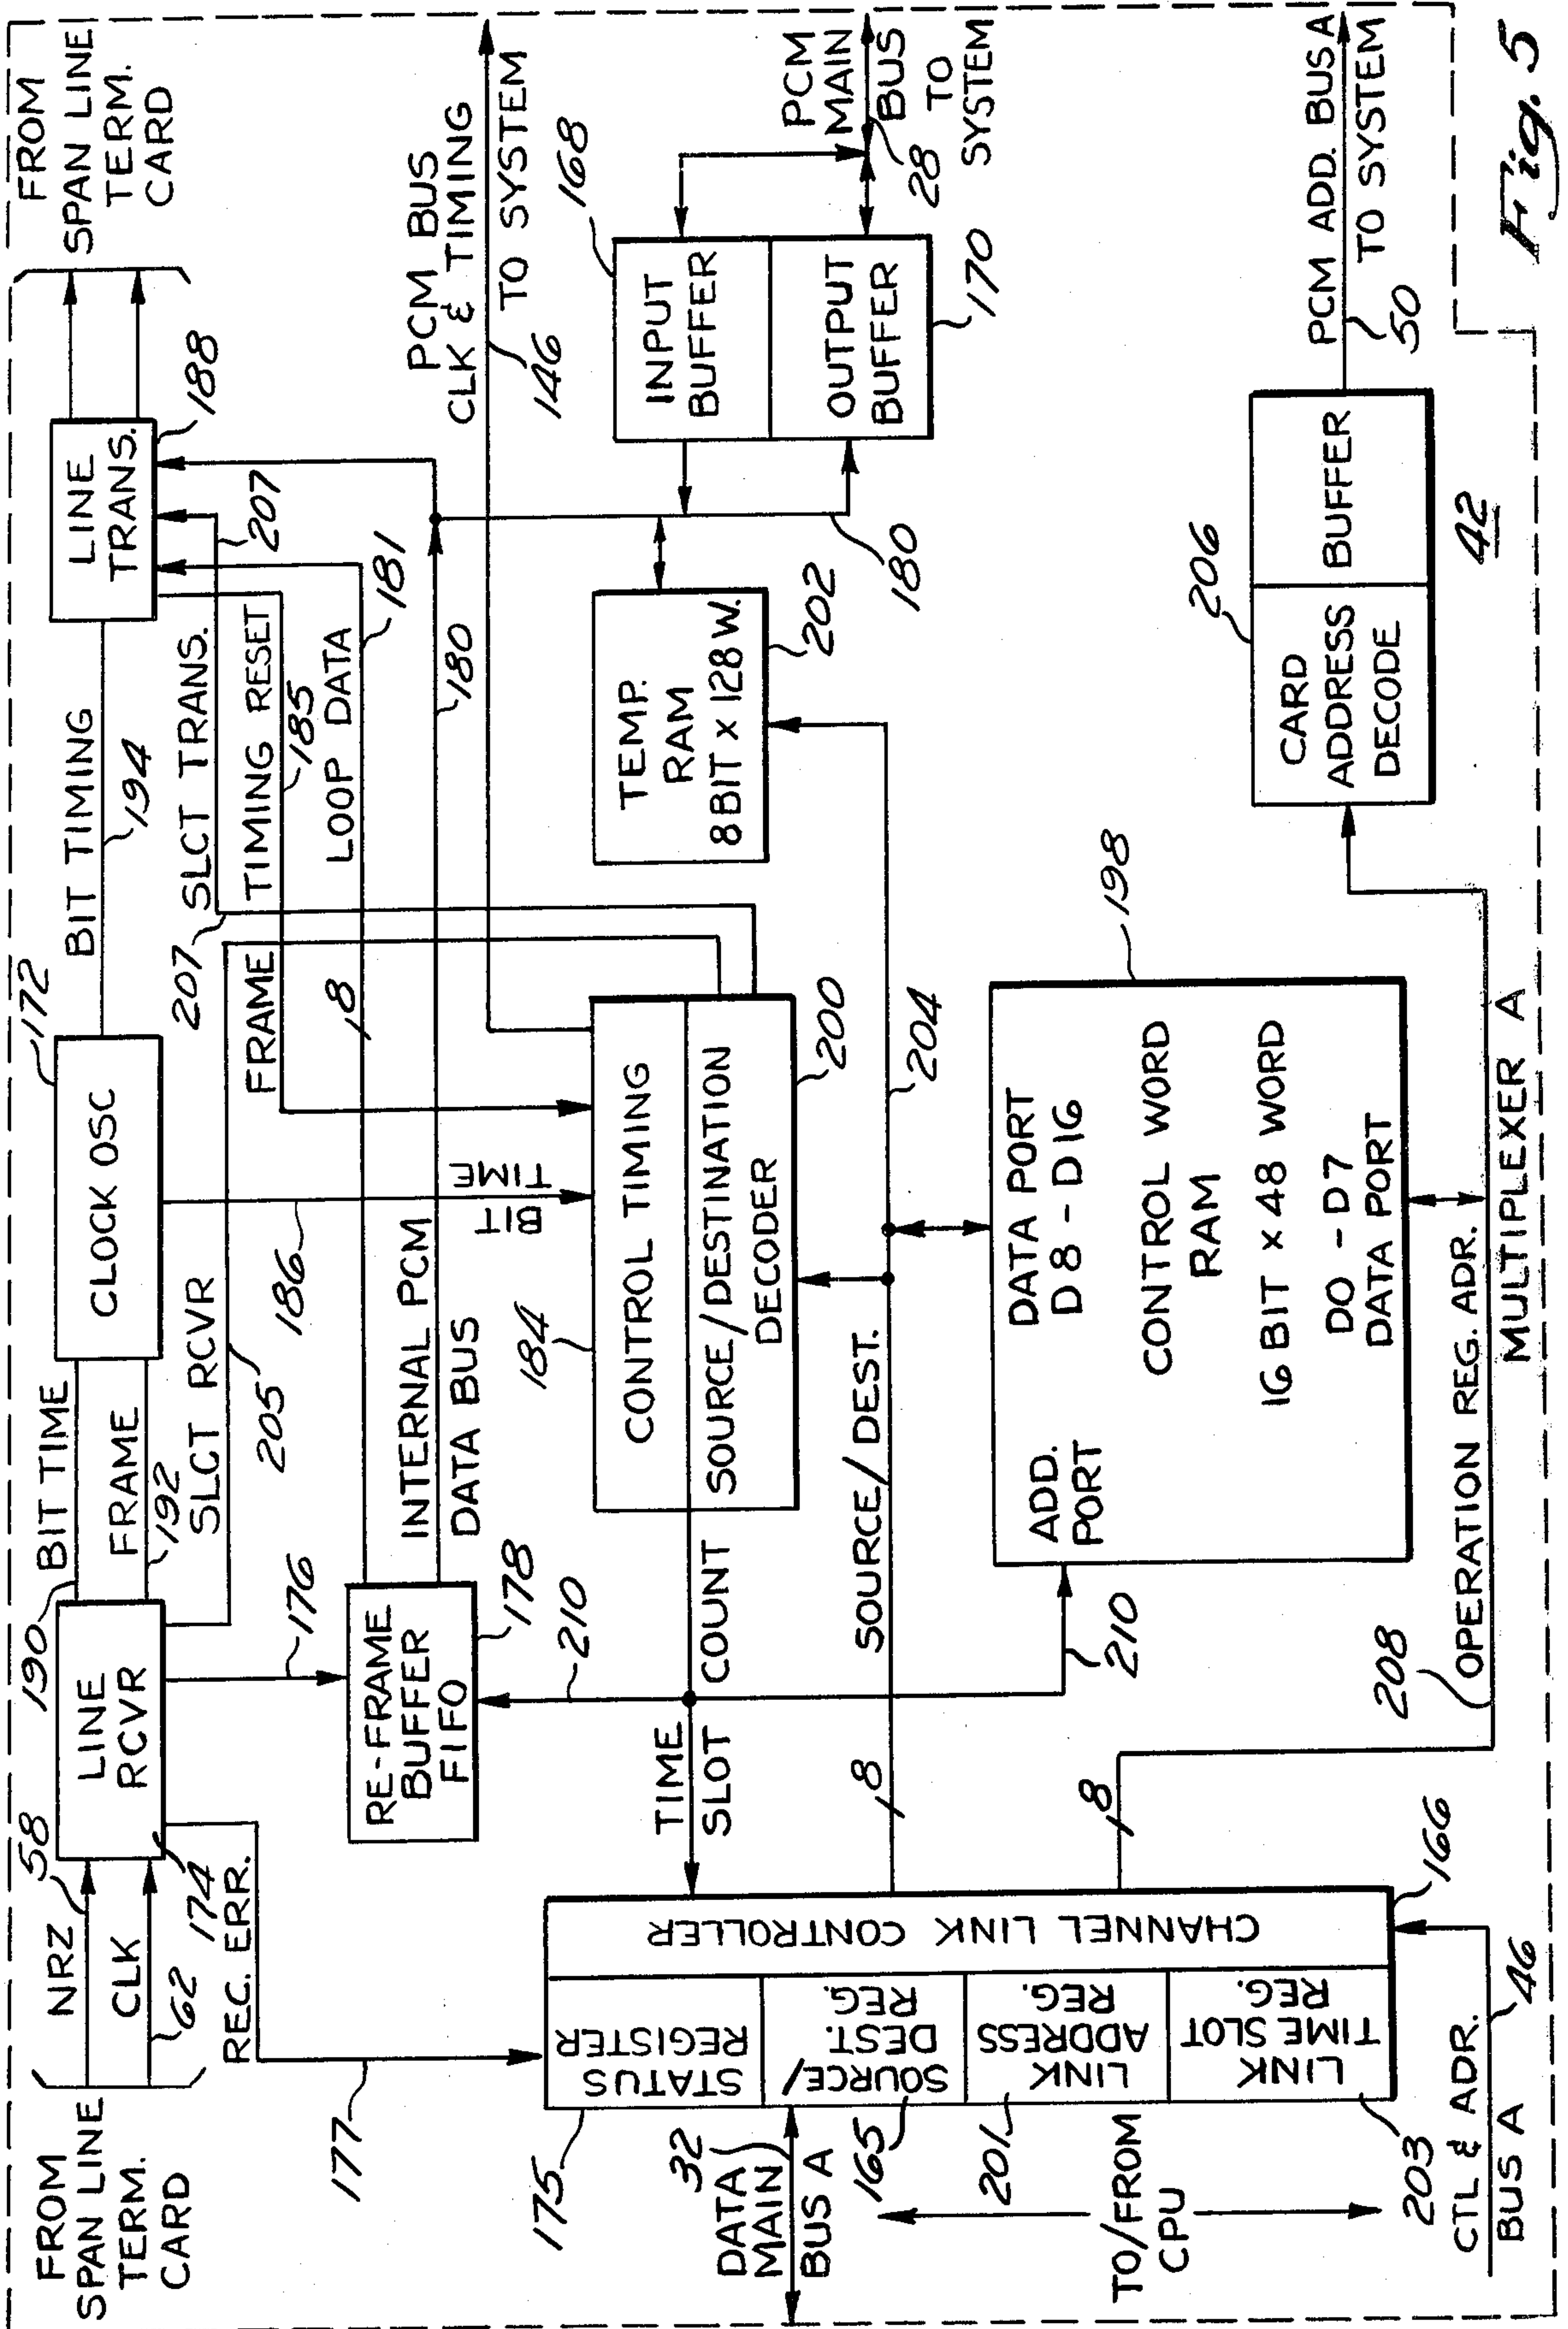 FROM
SPAN LINE
TERM.
CARD
NRZ
58
CLK
62
190
LINE
RCVR
174
REC. ERR.
177
BIT TIME
FRAME
192
SLCT RCVR
205
176
172
CLOCK OSC
BIT TIMING
194
LINE
TRANS.
188
FROM
SPAN LINE
TERM.
CARD
207
SLCT TRANS.
207
FRAME TIMING RESET
185
8
LOOP DATA
181
RE-FRAME
BUFFER
FIFO
178
210
INTERNAL PCM
DATA BUS
180
186
BIT
TIME
184
CONTROL TIMING
SOURCE/DESTINATION
DECODER
200
PCM BUS
CLK & TIMING
TO SYSTEM
146
168
INPUT
BUFFER
OUTPUT
BUFFER
170
180
PCM
MAIN
BUS
TO
SYSTEM
28
TEMP.
RAM
8 BIT x 128 W.
202
TIME
SLOT
COUNT
SOURCE/DEST.
8
204
210
ADD.
PORT
DATA PORT
D8 - D16
CONTROL WORD
RAM
16 BIT x 48 WORD
D0 - D7
DATA PORT
198
8
208
OPERATION REG. ADR.
206
CARD
ADDRESS
DECODE
BUFFER
PCM ADD. BUS A
TO SYSTEM
50
175
STATUS
REGISTER
SOURCE/
DEST.
REG.
LINK
ADDRESS
REG.
LINK
TIME SLOT
REG.
CHANNEL LINK CONTROLLER
166
32
DATA
MAIN
BUS A
165
201
TO/FROM
CPU
203
CTL & ADR.
BUS A
46
MULTIPLEXER A
42
Fig. 5